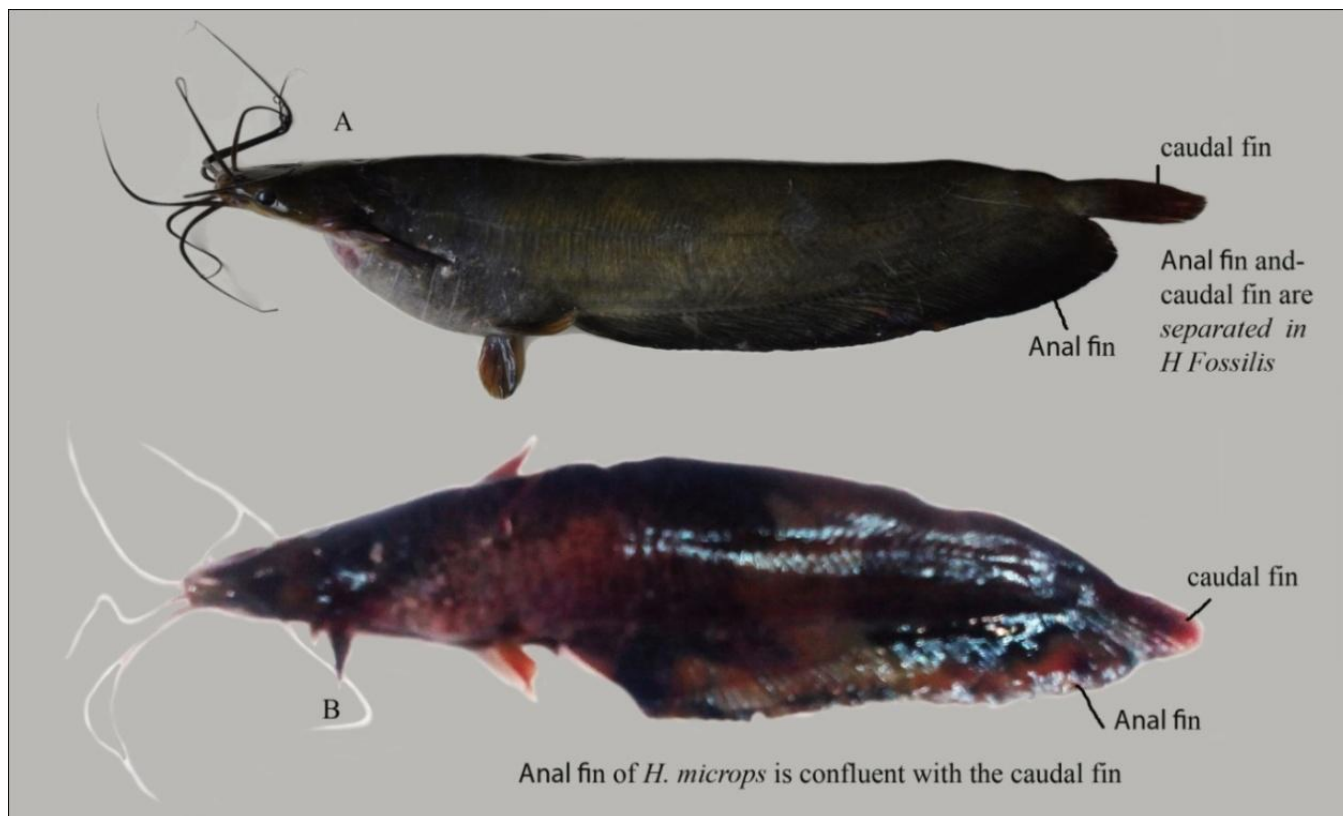 A
caudal fin
Anal fin and-
caudal fin are
separated in
H Fossilis
Anal fin
caudal fin
B
Anal fin
Anal fin of H. microps is confluent with the caudal fin